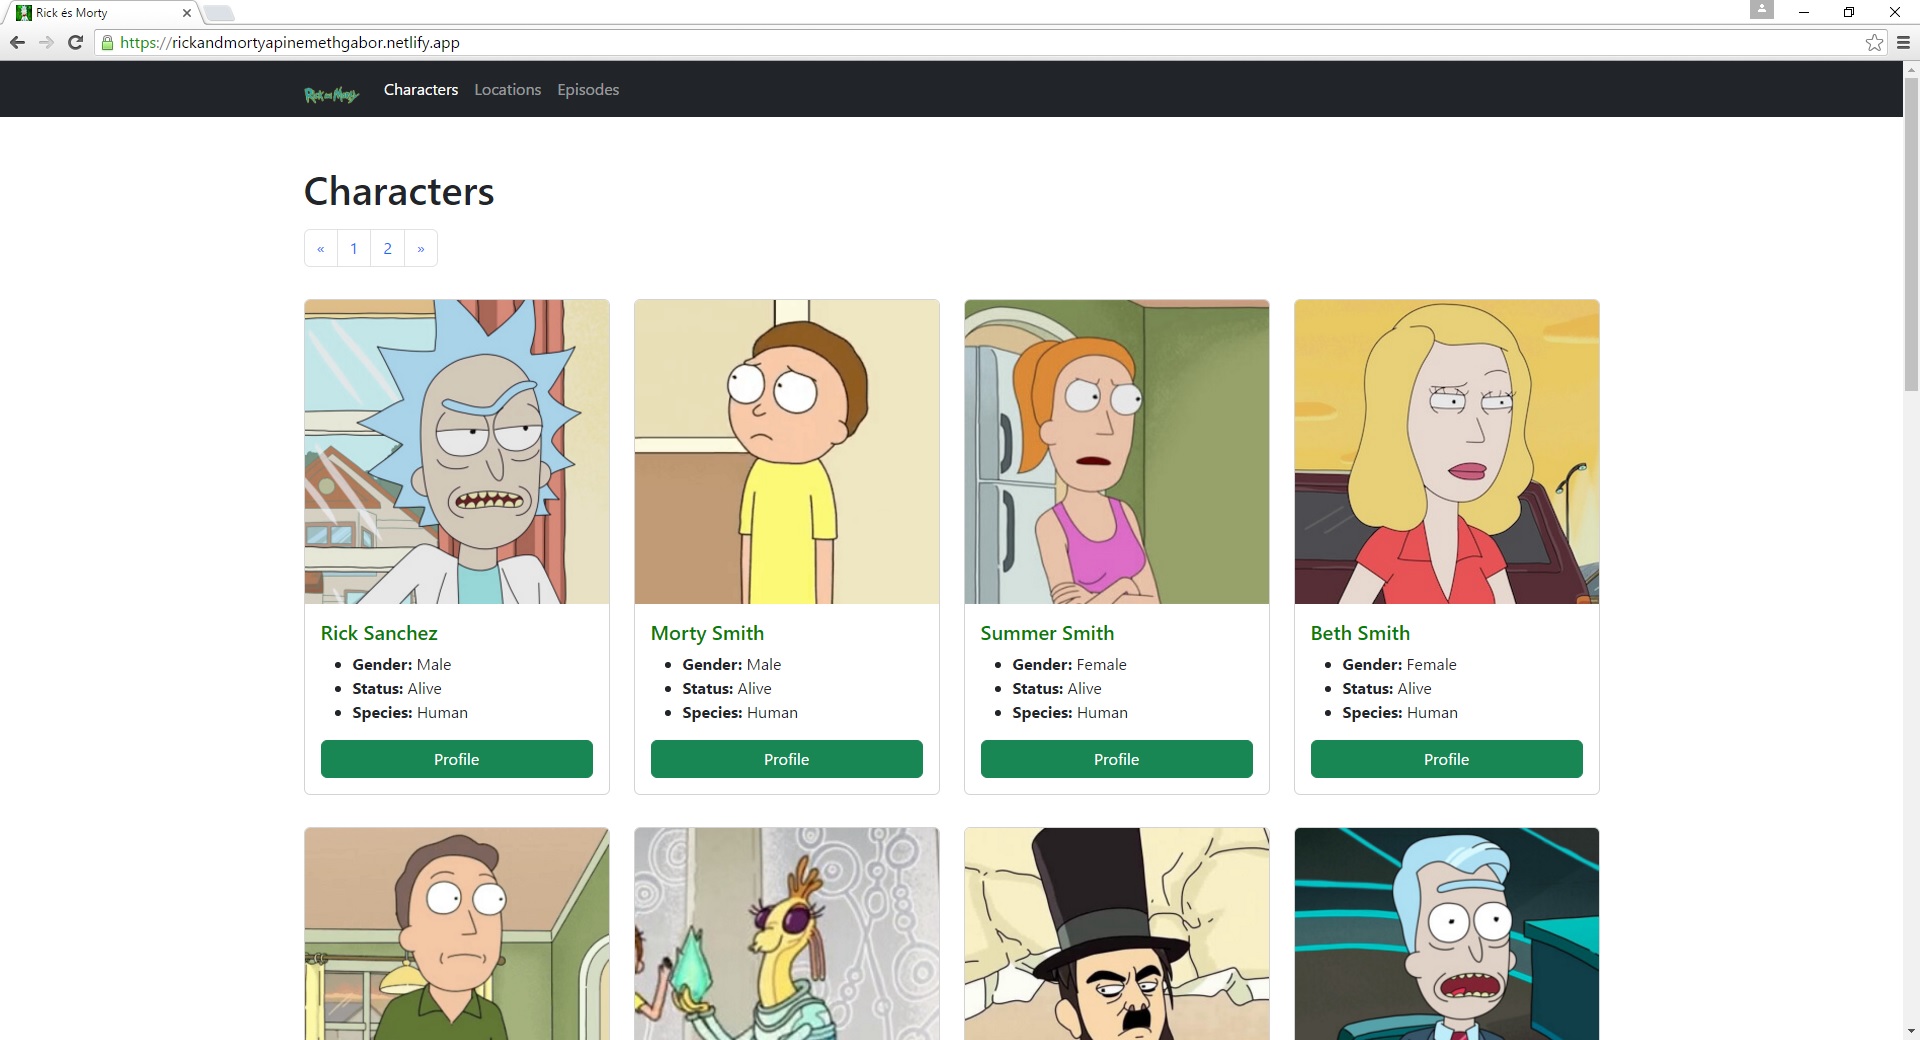 Rick és Morty
https://rickandmortyapinemethgabor.netlify.app
Rick and Morty Characters Locations Episodes
Characters
« 1 2 »
Rick Sanchez
• Gender: Male
• Status: Alive
• Species: Human
Profile
Morty Smith
• Gender: Male
• Status: Alive
• Species: Human
Profile
Summer Smith
• Gender: Female
• Status: Alive
• Species: Human
Profile
Beth Smith
• Gender: Female
• Status: Alive
• Species: Human
Profile